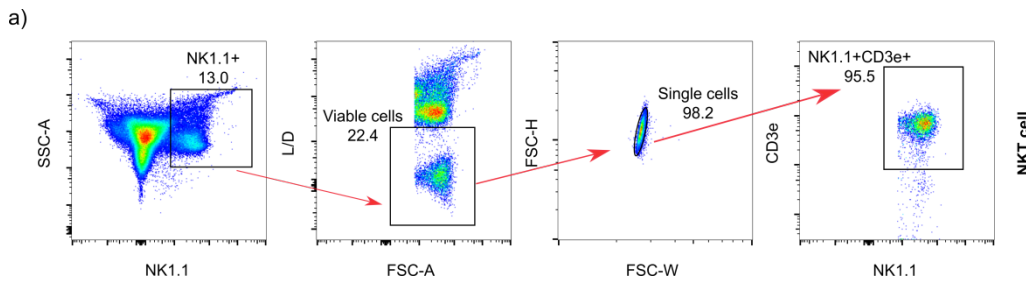 a)
NK1.1+
13.0
SSC-A
NK1.1
Viable cells
22.4
L/D
FSC-A
Single cells
98.2
FSC-H
FSC-W
NK1.1+CD3e+
95.5
CD3e
NK1.1
NKT cell